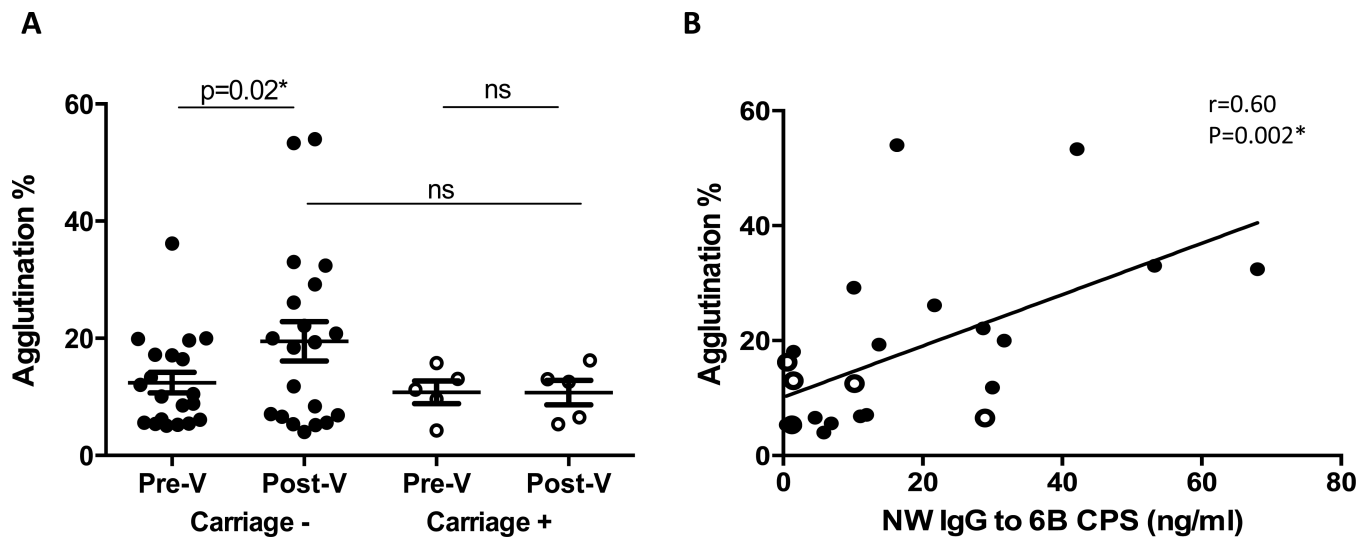 A
p=0.02*
ns
ns
60
40
20
0
Agglutination %
Pre-V
Post-V
Pre-V
Post-V
Carriage -
Carriage +
B
r=0.60
P=0.002*
60
40
20
0
Agglutination %
0
20
40
60
80
NW IgG to 6B CPS (ng/ml)